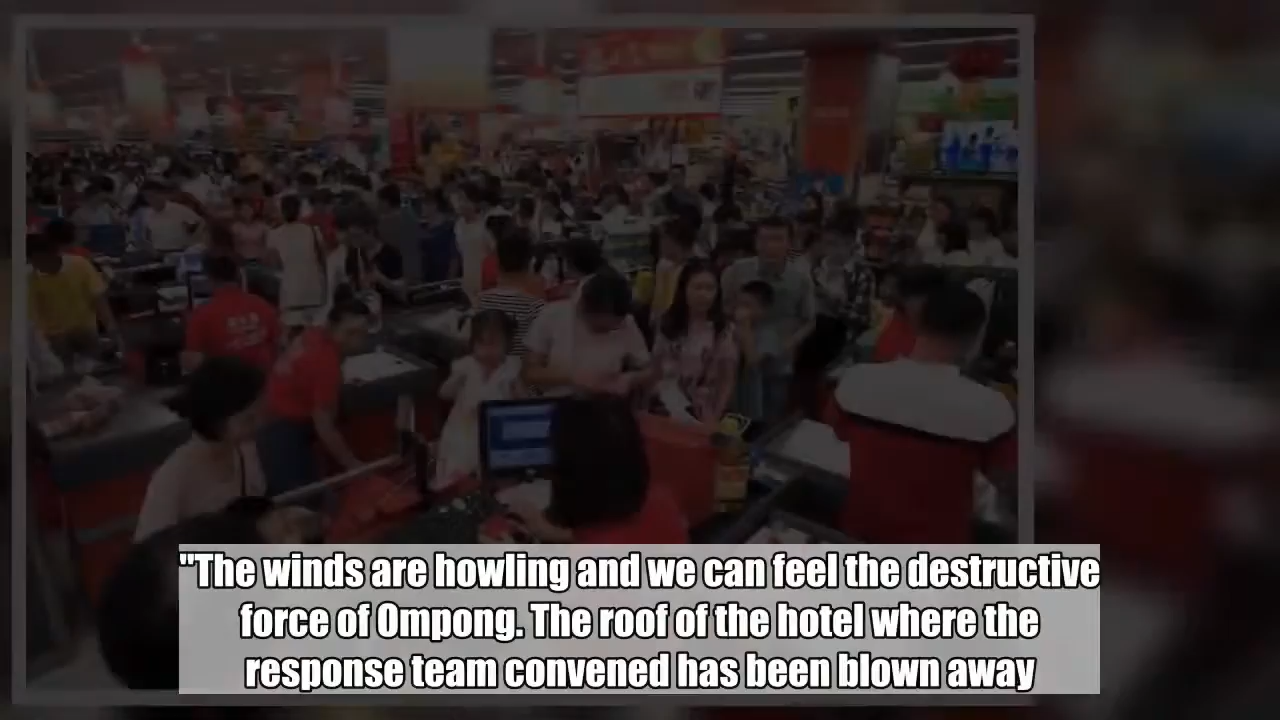 "The winds are howling and we can feel the destructive
force of Ompong. The roof of the hotel where the
response team convened has been blown away